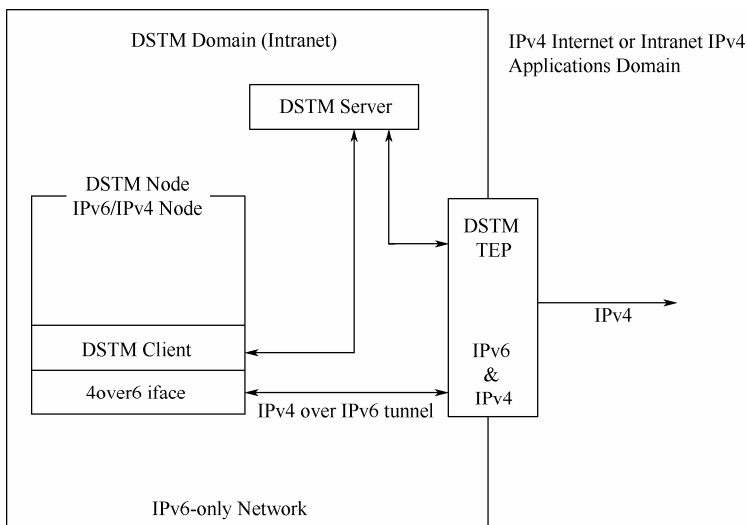 DSTM Domain (Intranet)
IPv4 Internet or Intranet IPv4
Applications Domain
DSTM Server
DSTM Node
IPv6/IPv4 Node
DSTM
TEP
IPv4
DSTM Client
IPv6
&
IPv4
4over6 iface
IPv4 over IPv6 tunnel
IPv6-only Network